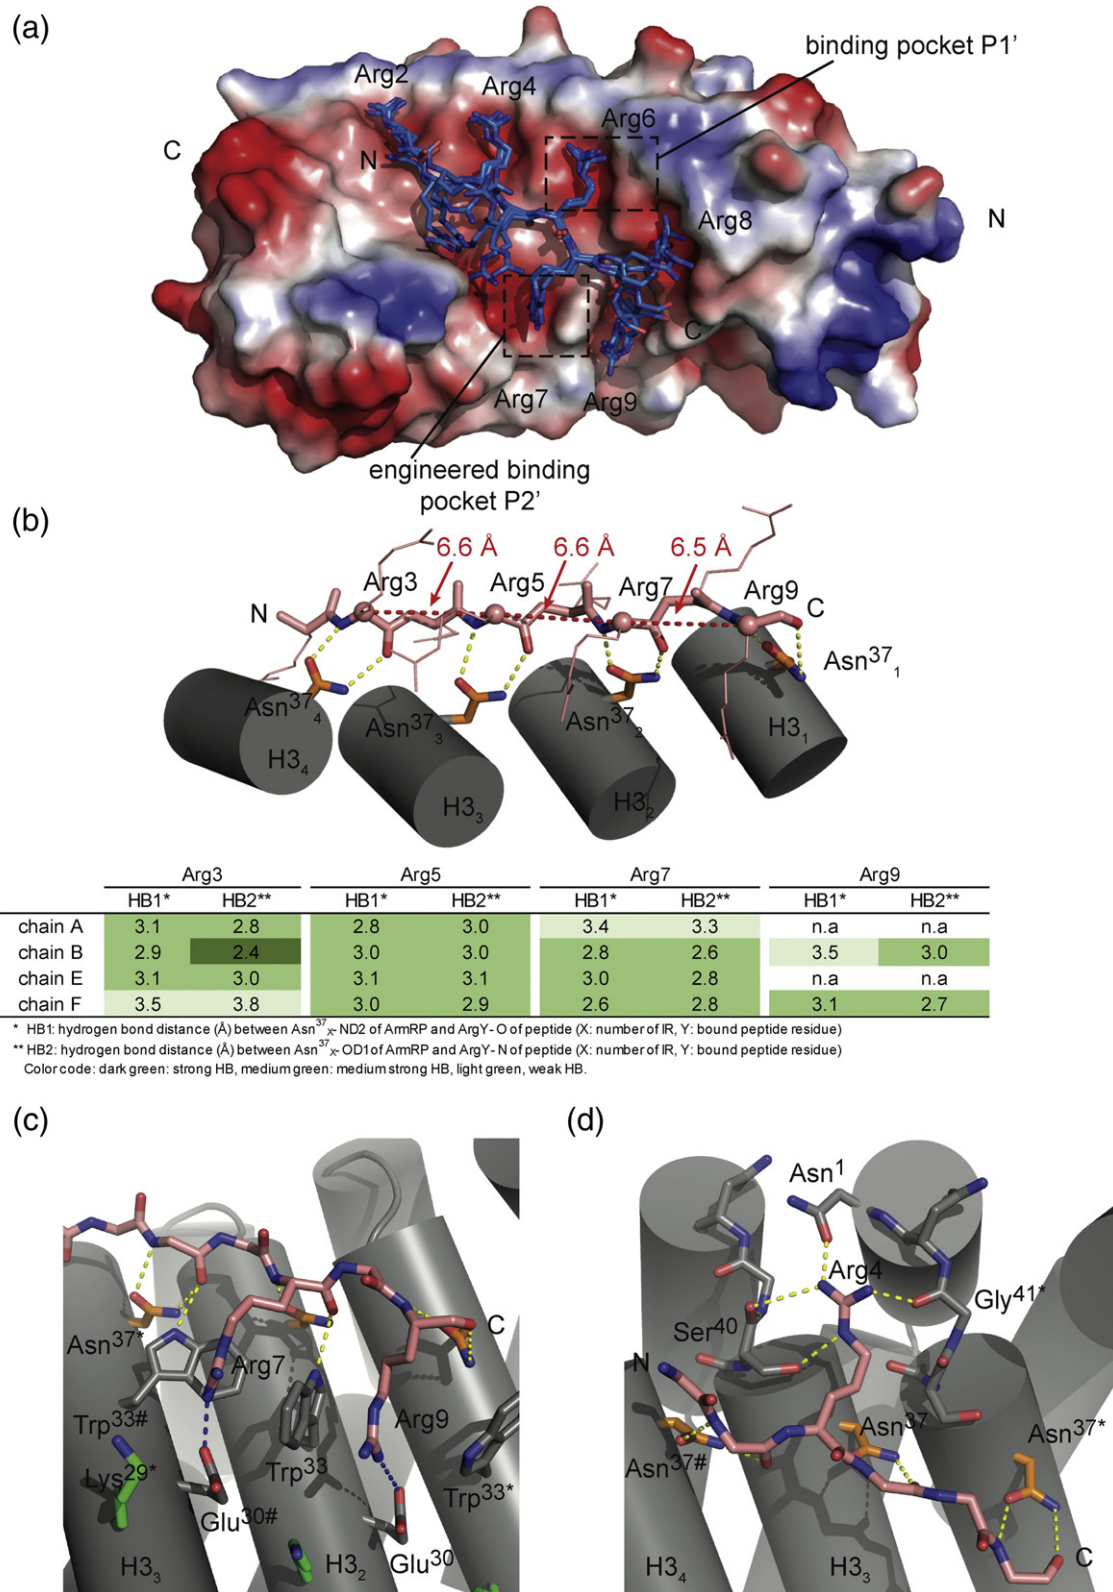 (a)
binding pocket P1’
Arg2
Arg4
Arg6
C
N
Arg8
N
C
Arg7
Arg9
engineered binding
pocket P2’
(b)
6.6 Å
6.6 Å
6.5 Å
Arg3
Arg5
Arg7
Arg9
N
C
Asn³⁷₁
Asn³⁷₄
Asn³⁷₃
Asn³⁷₂
H3₁
H3₄
H3₃
H3₂
Arg3 Arg5 Arg7 Arg9
HB1* HB2** HB1* HB2** HB1* HB2** HB1* HB2**
chain A 3.1 2.8 2.8 3.0 3.4 3.3 n.a n.a
chain B 2.9 2.4 3.0 3.0 2.8 2.6 3.5 3.0
chain E 3.1 3.0 3.1 3.1 3.0 2.8 n.a n.a
chain F 3.5 3.8 3.0 2.9 2.6 2.8 3.1 2.7
* HB1: hydrogen bond distance (Å) between Asn³⁷ₓ-ND2 of ArmRP and ArgY-O of peptide (X: number of IR, Y: bound peptide residue)
** HB2: hydrogen bond distance (Å) between Asn³⁷ₓ-OD1of ArmRP and ArgY-N of peptide (X: number of IR, Y: bound peptide residue)
Color code: dark green: strong HB, medium green: medium strong HB, light green, weak HB.
(c)
C
Asn³⁷*
Arg7
Arg9
Trp³³#
Trp³³
Lys²⁹*
Trp³³*
Glu³⁰#
Glu³⁰
H3₃
H3₂
(d)
Asn¹
Arg4
Gly⁴¹*
Ser⁴⁰
N
Asn³⁷
Asn³⁷*
Asn³⁷#
C
H3₄
H3₃